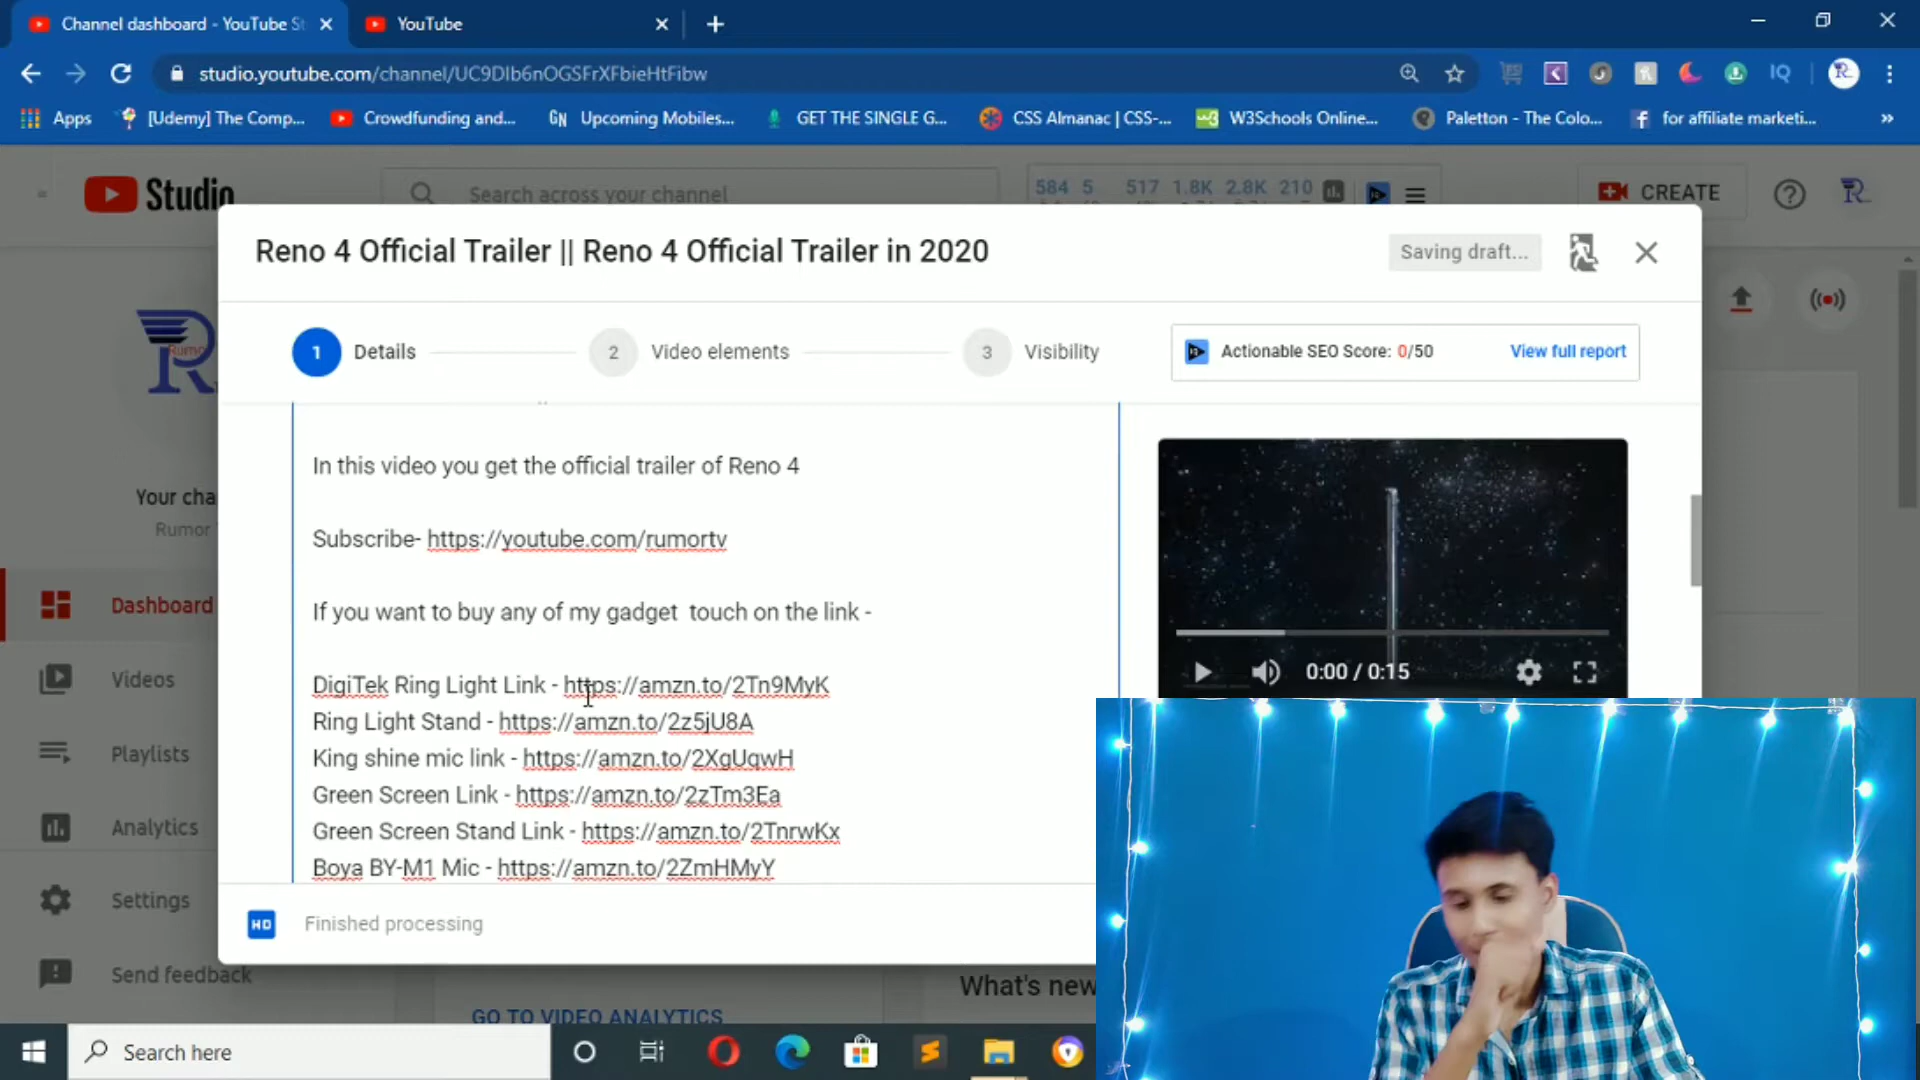 Channel dashboard - YouTube St
YouTube
studio.youtube.com/channel/UC9DIb6nOGSFrXFbieHtFibw
Apps
[Udemy] The Comp...
Crowdfunding and...
GN
Upcoming Mobiles...
GET THE SINGLE G...
CSS Almanac | CSS-...
W3Schools Online...
Paletton - The Colo...
for affiliate marketi...
»
Studio
Search across your channel
584 5 517 1.8K 2.8K 210
CREATE
Reno 4 Official Trailer || Reno 4 Official Trailer in 2020
Saving draft...
1 Details
2 Video elements
3 Visibility
Actionable SEO Score: 0/50
View full report
In this video you get the official trailer of Reno 4
Subscribe- https://youtube.com/rumortv
If you want to buy any of my gadget  touch on the link -
DigiTek Ring Light Link - https://amzn.to/2Tn9MyK
Ring Light Stand - https://amzn.to/2z5jU8A
King shine mic link - https://amzn.to/2XgUqwH
Green Screen Link - https://amzn.to/2zTm3Ea
Green Screen Stand Link - https://amzn.to/2TnrwKx
Boya BY-M1 Mic - https://amzn.to/2ZmHMyY
0:00 / 0:15
HD
Finished processing
Your cha
Rumor
Dashboard
Videos
Playlists
Analytics
Settings
Send feedback
What's new
GO TO VIDEO ANALYTICS
Search here